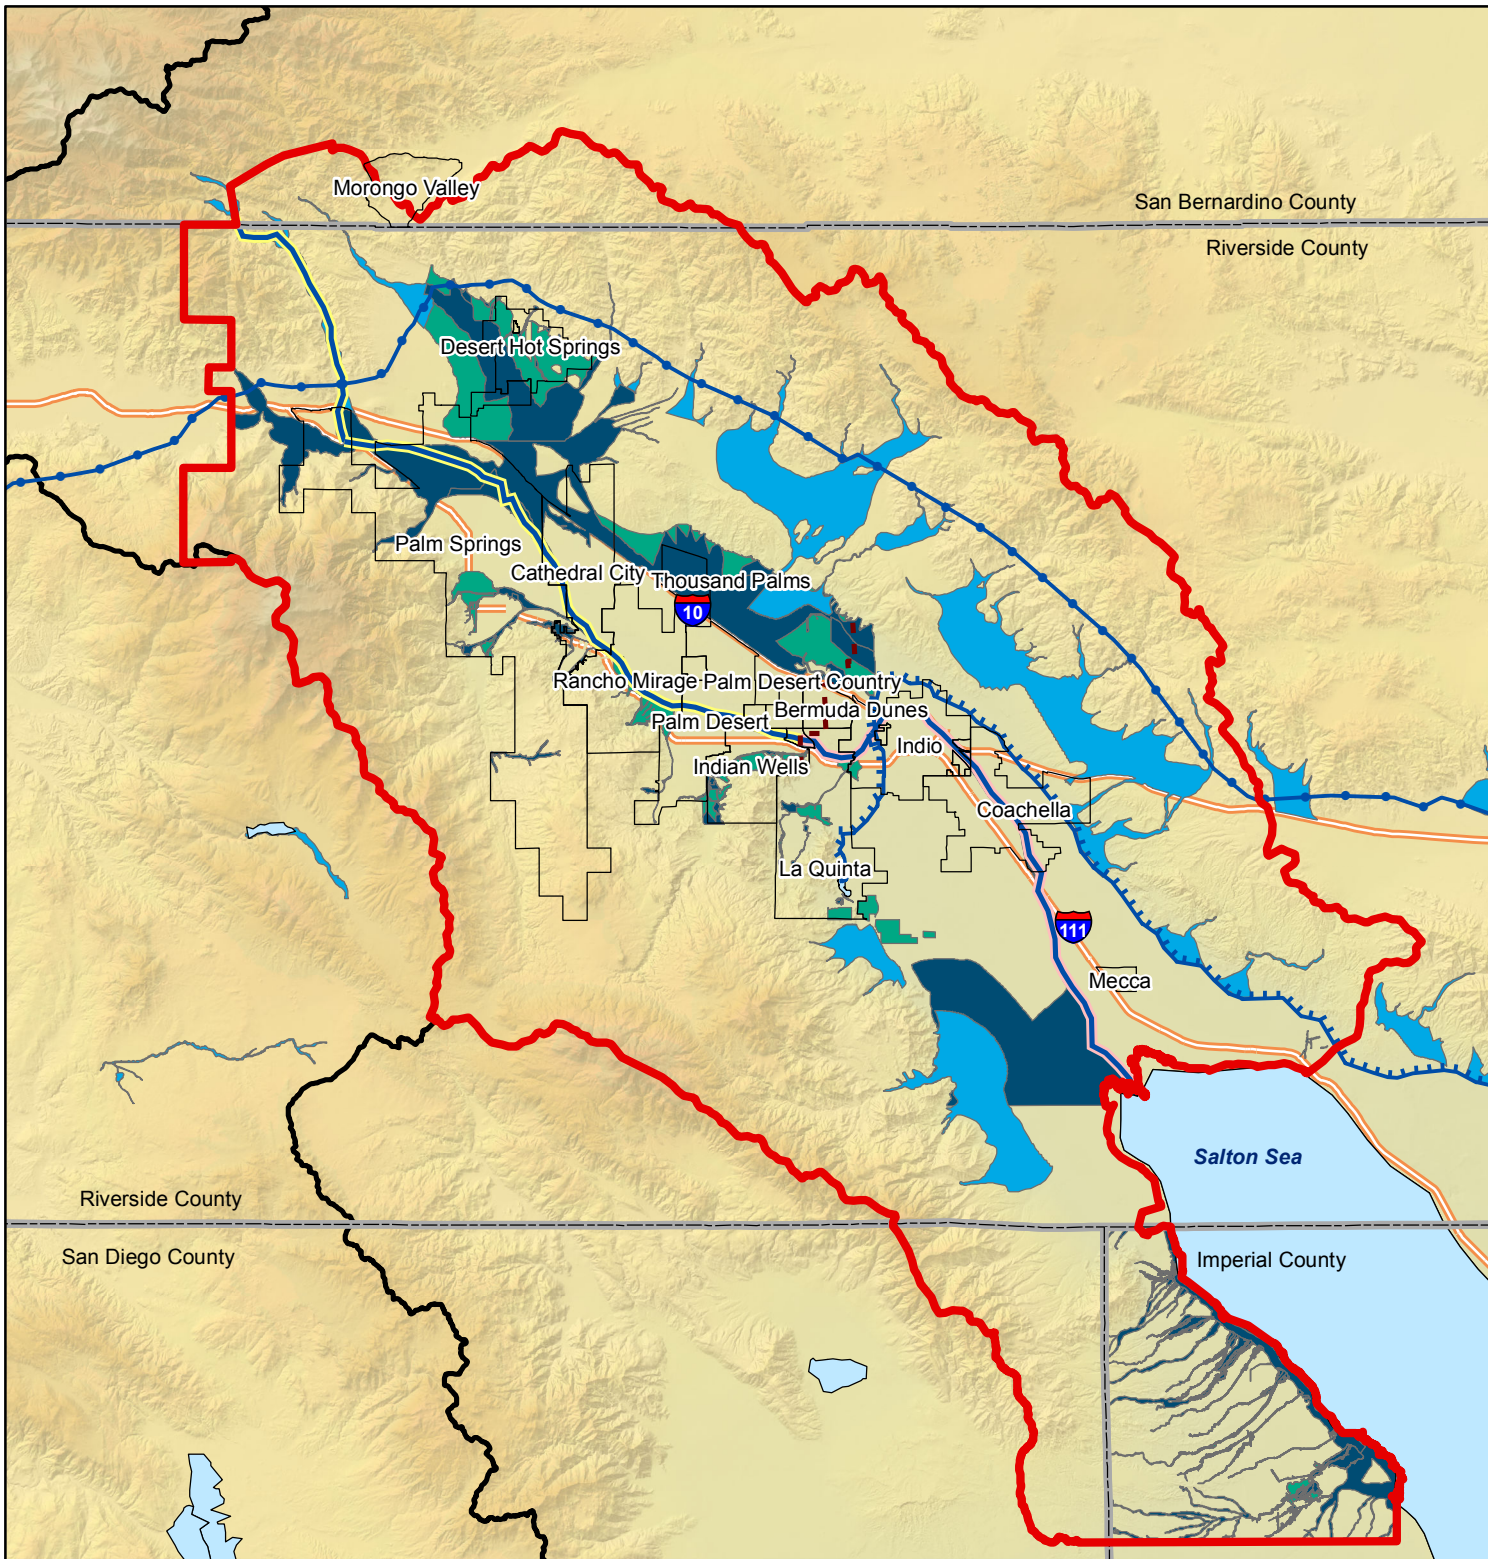 Morongo Valley
San Bernardino County
Riverside County
Desert Hot Springs
Palm Springs
Cathedral City
Thousand Palms
10
Rancho Mirage
Palm Desert Country
Bermuda Dunes
Palm Desert
Indio
Indian Wells
Coachella
La Quinta
111
Mecca
Salton Sea
Riverside County
San Diego County
Imperial County